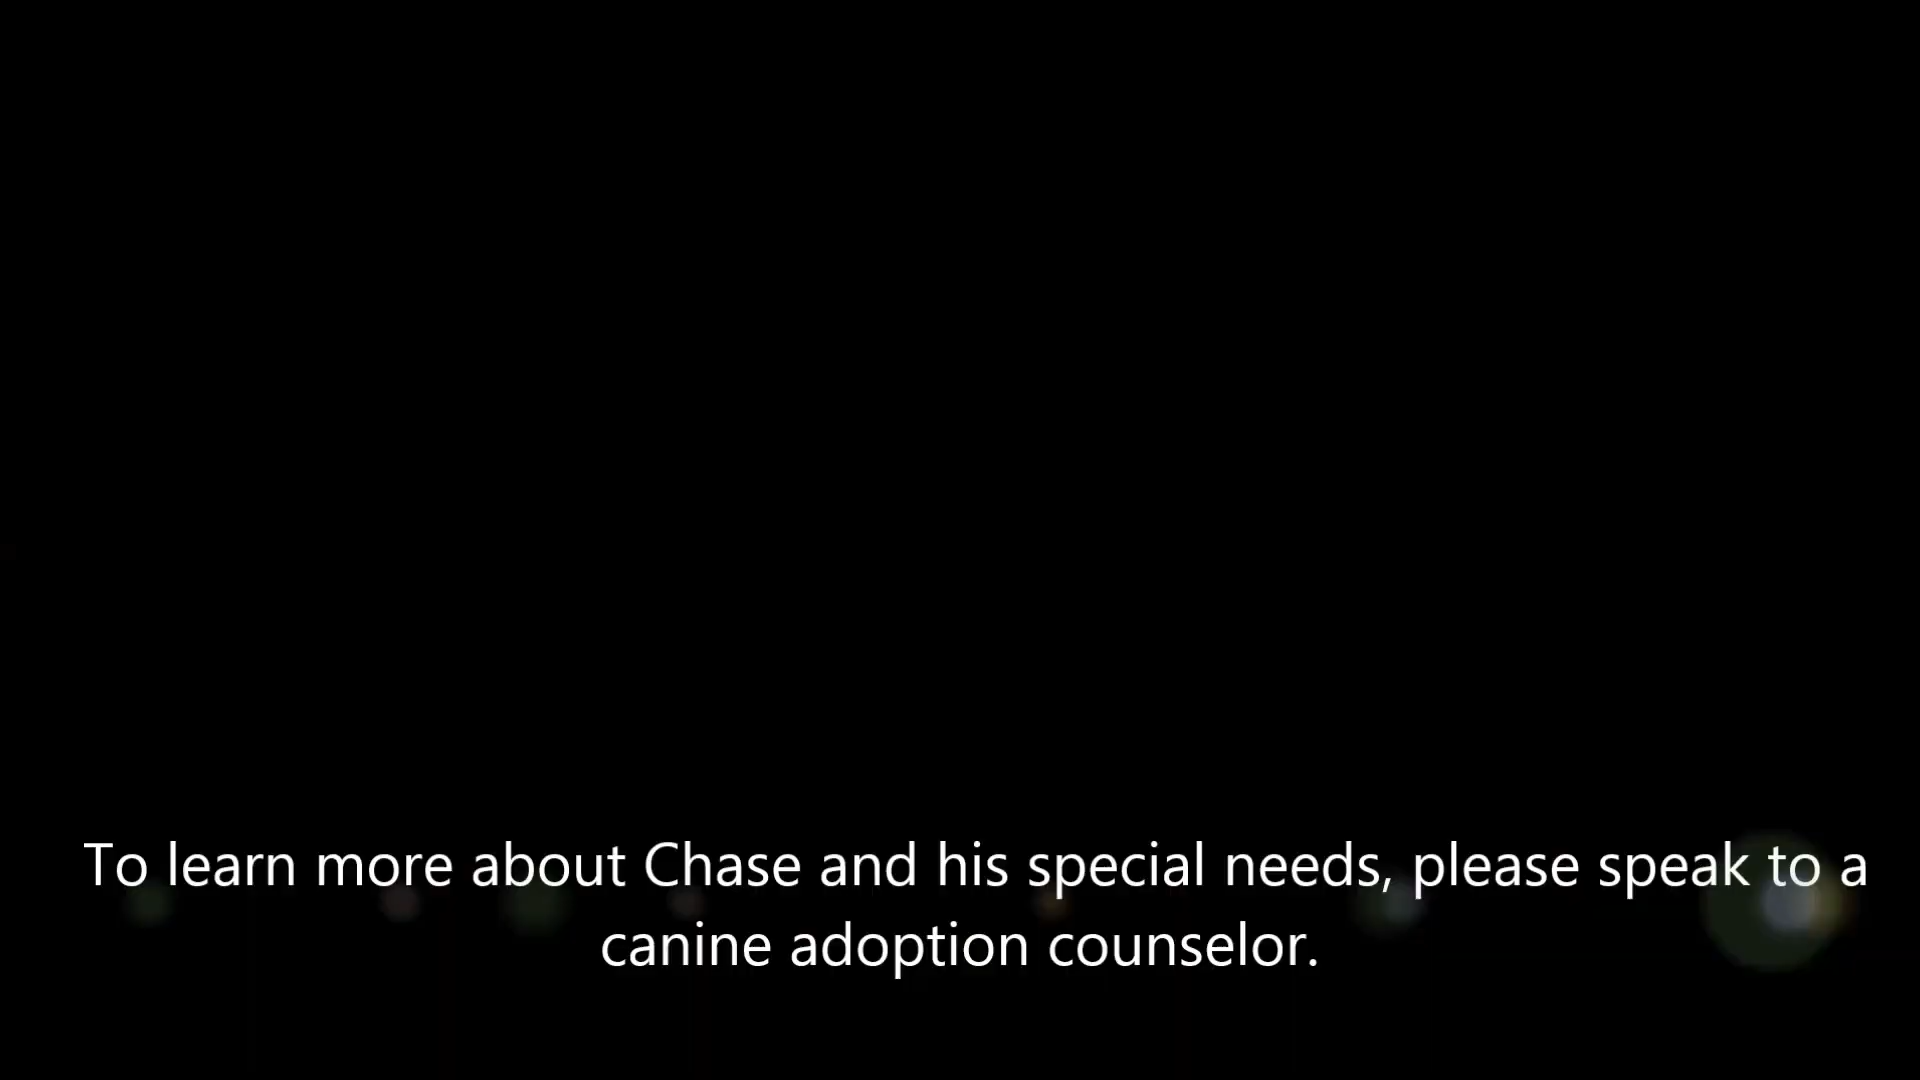 To learn more about Chase and his special needs, please speak to a
canine adoption counselor.